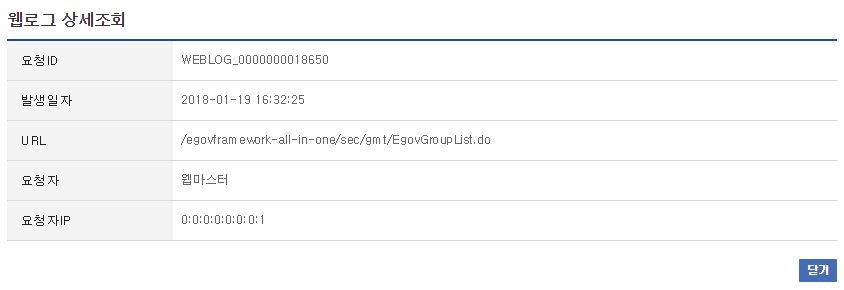 웹로그 상세조회
요청ID WEBLOG_0000000018650
발생일자 2018-01-19 16:32:25
URL /egovframework-all-in-one/sec/gmt/EgovGroupList.do
요청자 웹마스터
요청자IP 0:0:0:0:0:0:0:1
닫기